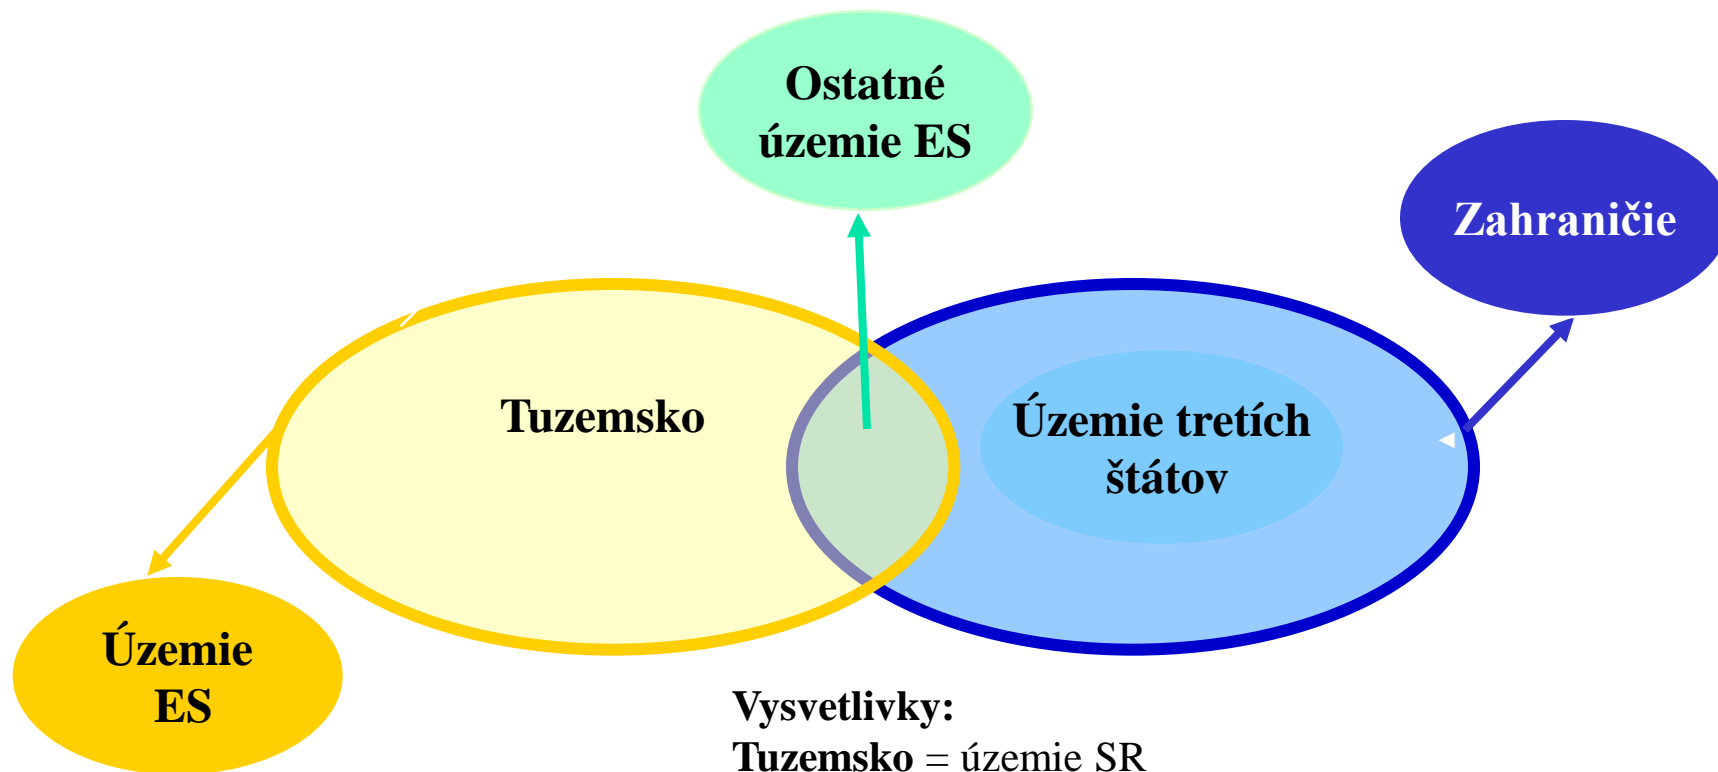 Ostatné
územie ES
Zahraničie
Tuzemsko
Územie tretích
štátov
Územie
ES
Vysvetlivky:
Tuzemsko = územie SR